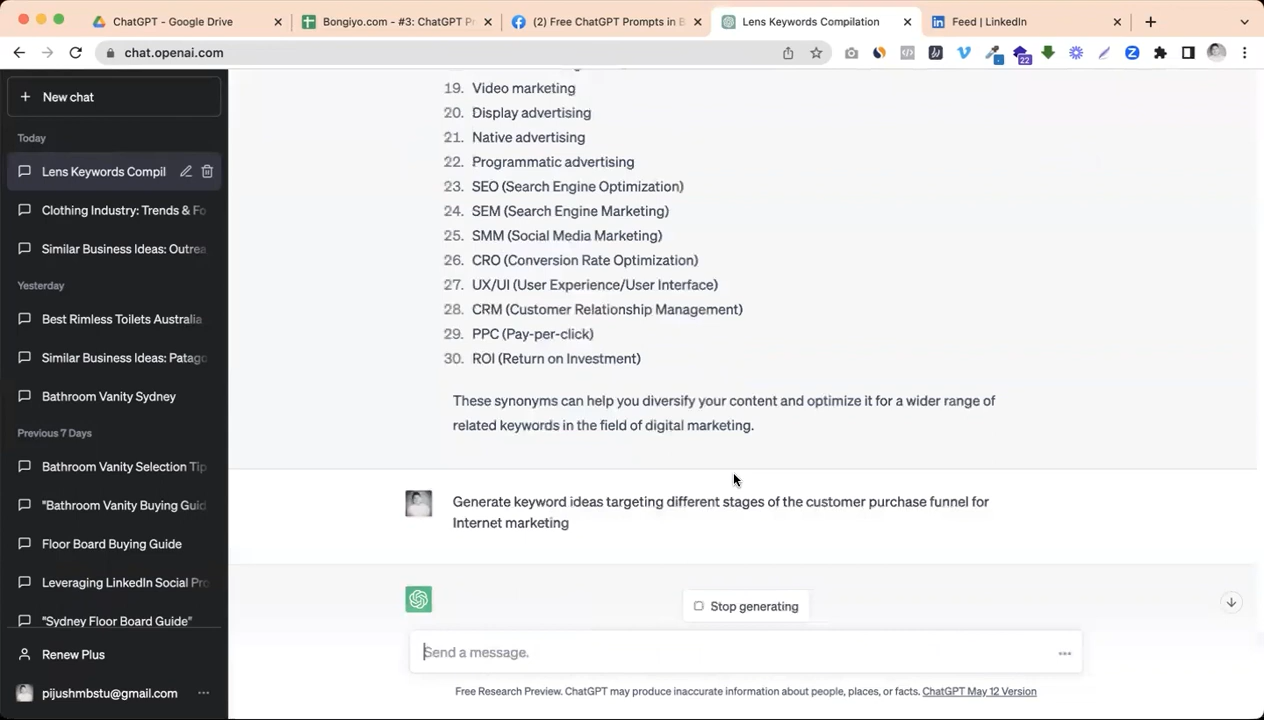 ChatGPT - Google Drive
Bongiyo.com - #3: ChatGPT P
(2) Free ChatGPT Prompts in B
Lens Keywords Compilation
Feed | LinkedIn
chat.openai.com
22
New chat
Today
Lens Keywords Compil
Clothing Industry: Trends & Fo
Similar Business Ideas: Outrea
Yesterday
Best Rimless Toilets Australia
Similar Business Ideas: Patago
Bathroom Vanity Sydney
Previous 7 Days
Bathroom Vanity Selection Tip
"Bathroom Vanity Buying Guid
Floor Board Buying Guide
Leveraging LinkedIn Social Pro
"Sydney Floor Board Guide"
Renew Plus
pijushmbstu@gmail.com
19. Video marketing
20. Display advertising
21. Native advertising
22. Programmatic advertising
23. SEO (Search Engine Optimization)
24. SEM (Search Engine Marketing)
25. SMM (Social Media Marketing)
26. CRO (Conversion Rate Optimization)
27. UX/UI (User Experience/User Interface)
28. CRM (Customer Relationship Management)
29. PPC (Pay-per-click)
30. ROI (Return on Investment)
These synonyms can help you diversify your content and optimize it for a wider range of
related keywords in the field of digital marketing.
Generate keyword ideas targeting different stages of the customer purchase funnel for
Internet marketing
Stop generating
Send a message.
Free Research Preview. ChatGPT may produce inaccurate information about people, places, or facts. ChatGPT May 12 Version